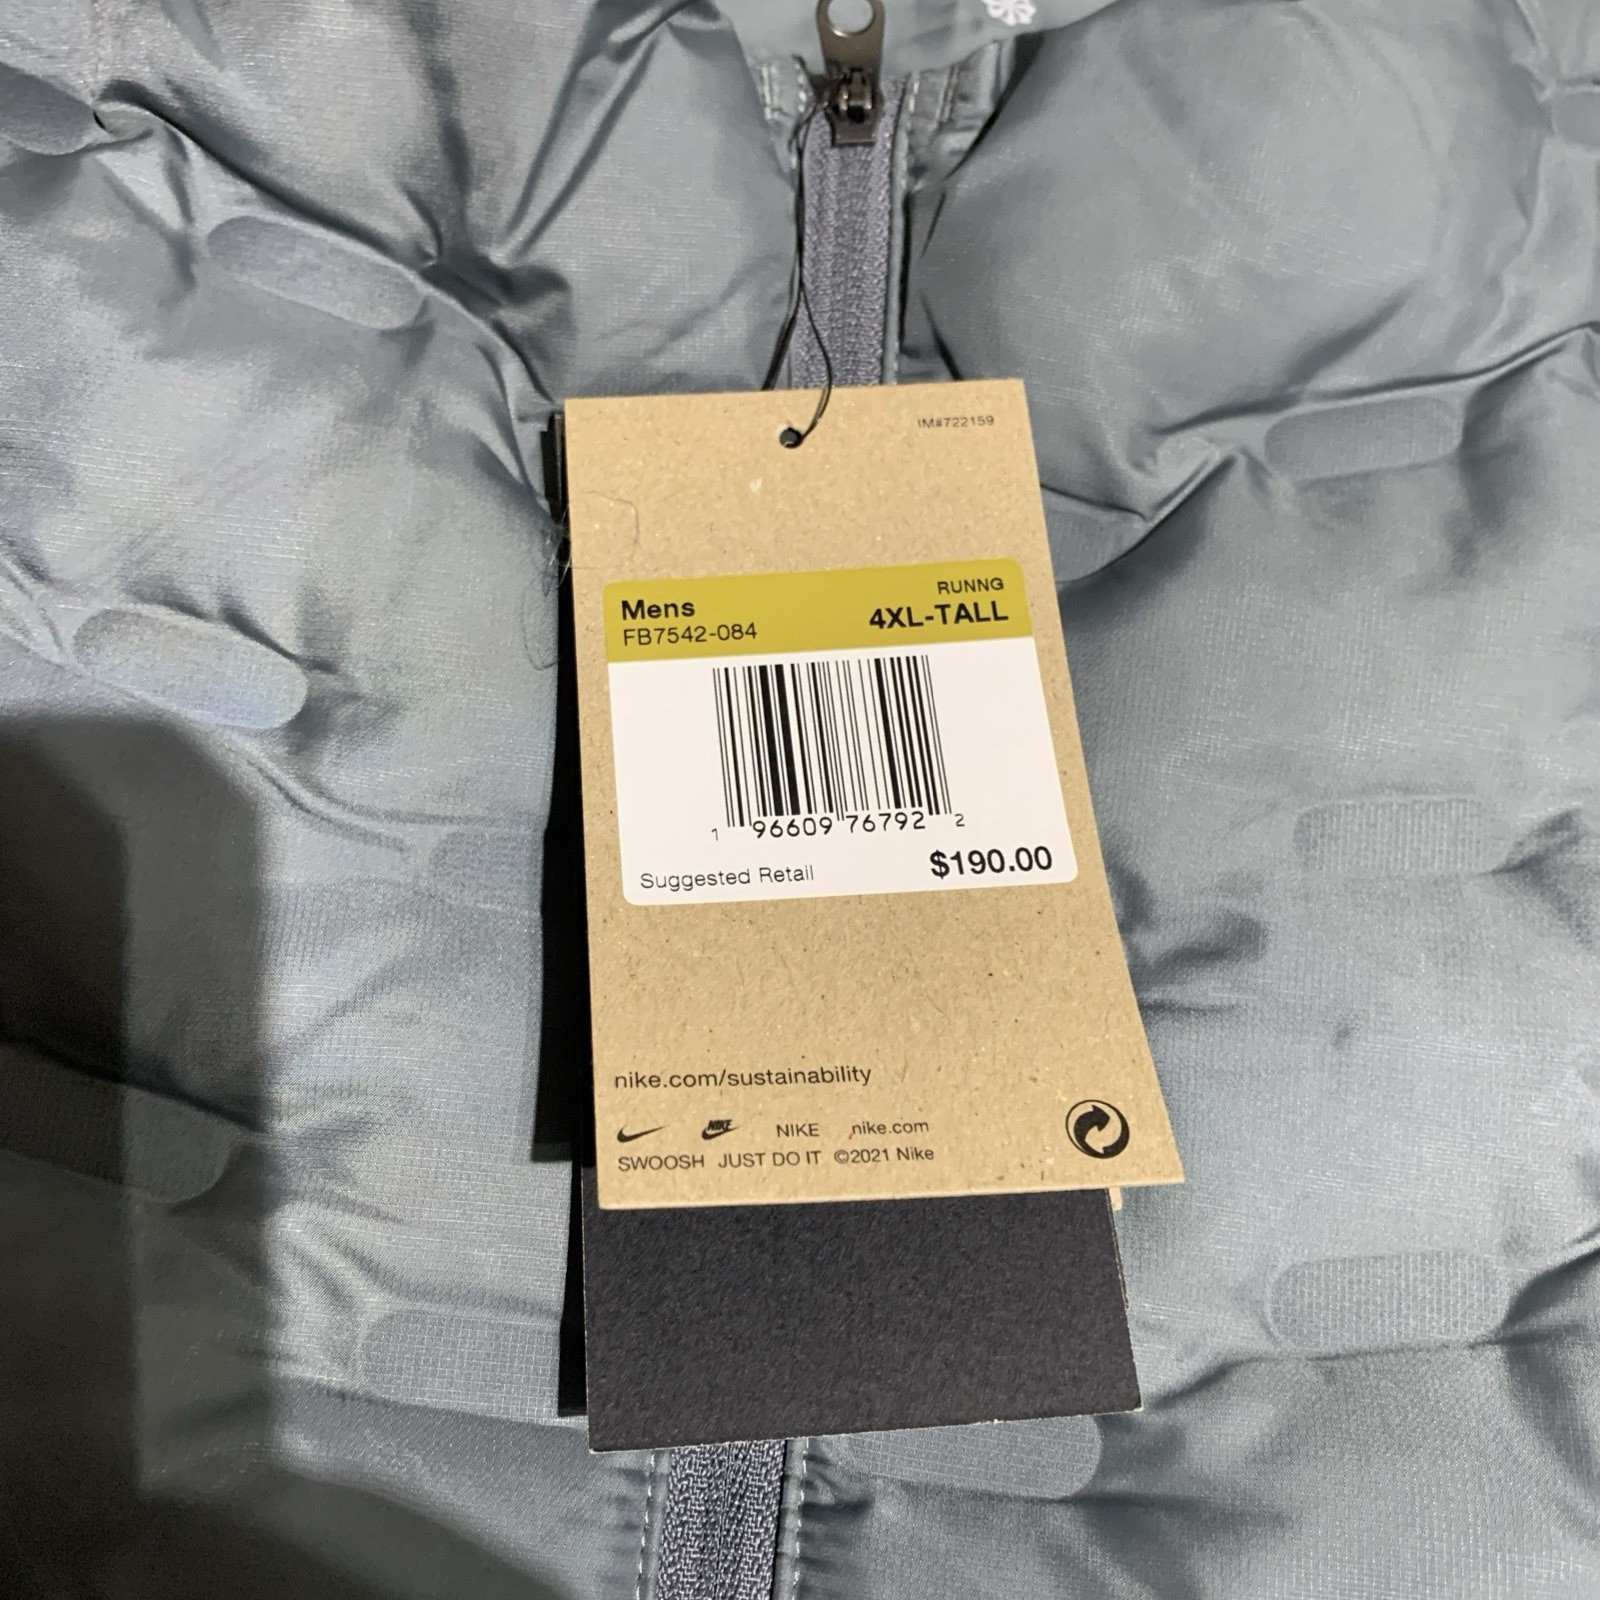 IM#722159
RUNNG
Mens 4XL-TALL
FB7542-084
1 96609 76792 2
Suggested Retail $190.00
nike.com/sustainability
NIKE NIKE nike.com
SWOOSH JUST DO IT ©2021 Nike